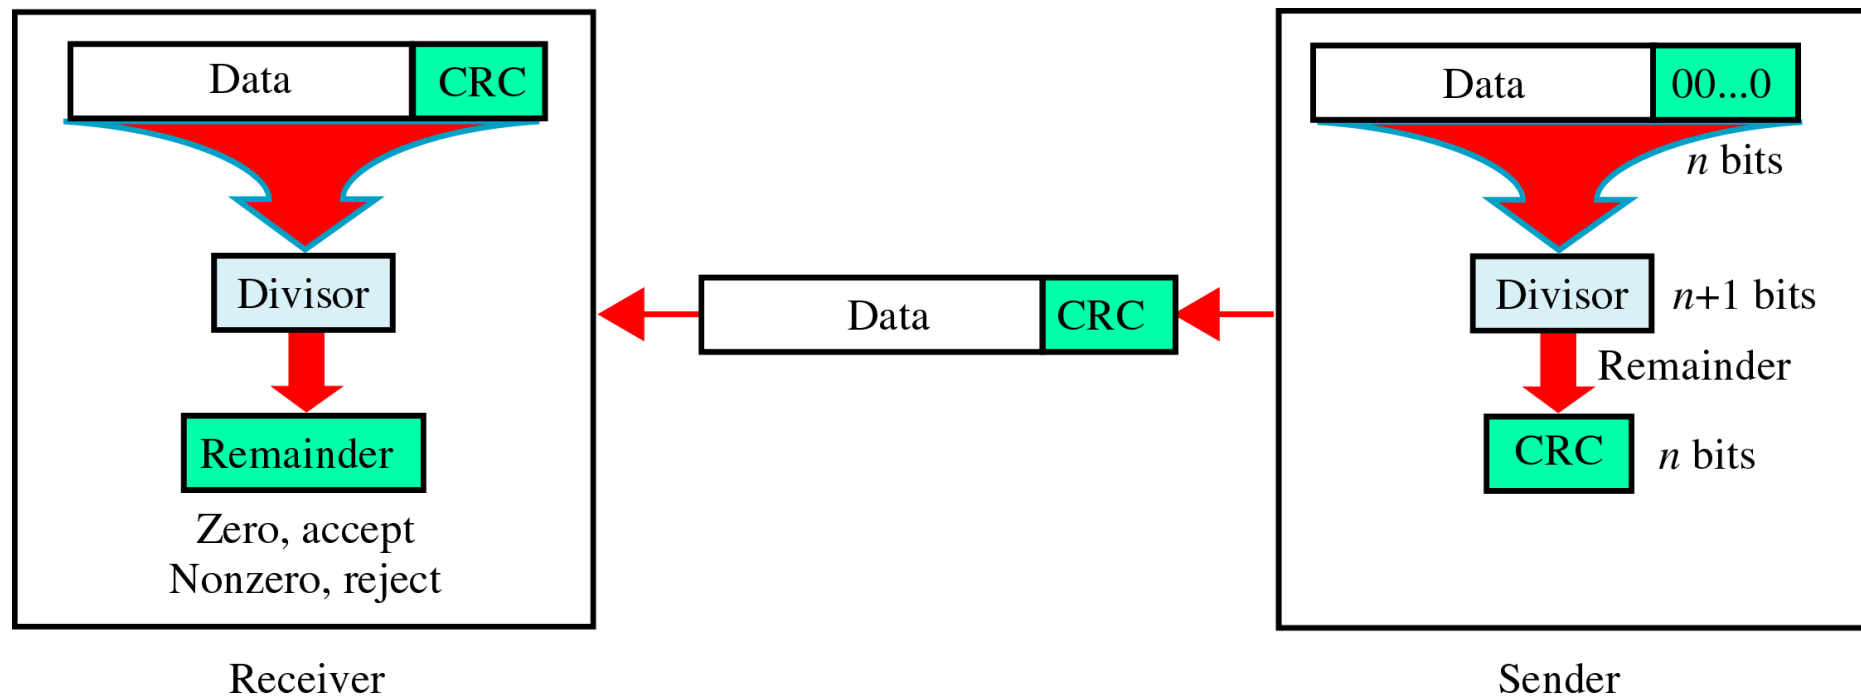 Data CRC
Divisor
Remainder
Zero, accept
Nonzero, reject
Receiver
Data CRC
Data 00...0
n bits
Divisor n+1 bits
Remainder
CRC n bits
Sender